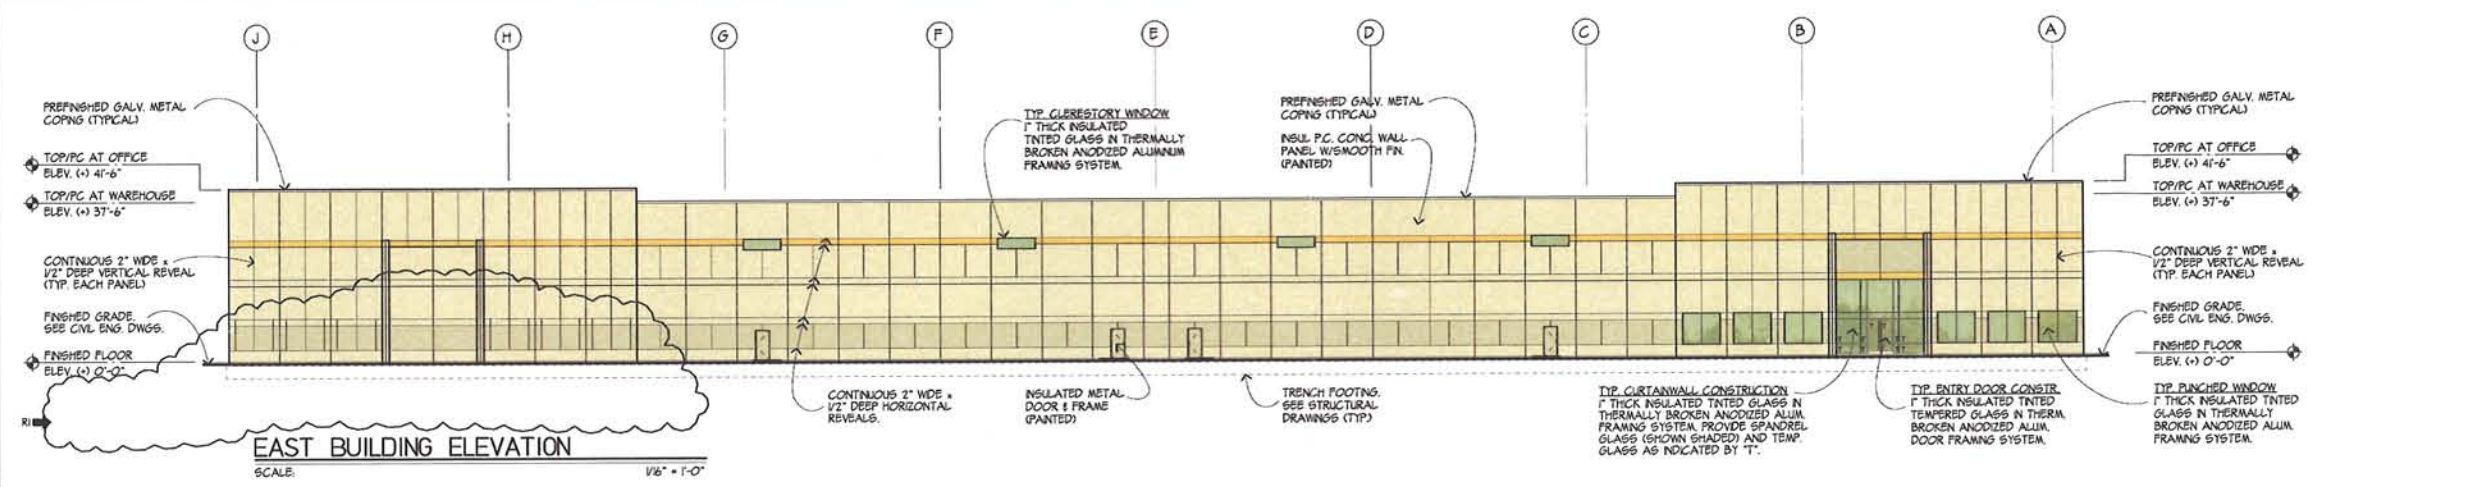 J
H
G
F
E
D
C
B
A
PREFINISHED GALV. METAL
COPING (TYPICAL)
TOP/PC AT OFFICE
ELEV. (+) 41'-6"
TOP/PC AT WAREHOUSE
ELEV. (+) 37'-6"
CONTINUOUS 2" WIDE x
1/2" DEEP VERTICAL REVEAL
(TYP. EACH PANEL)
FINISHED GRADE.
SEE CIVIL ENG. DWGS.
FINISHED FLOOR
ELEV. (+) 0'-0"
R1
TYP. CLERESTORY WINDOW
1" THICK INSULATED
TINTED GLASS IN THERMALLY
BROKEN ANODIZED ALUMINUM
FRAMING SYSTEM.
PREFINISHED GALV. METAL
COPING (TYPICAL)
INSUL P.C. CONC. WALL
PANEL W/SMOOTH FIN.
(PAINTED)
PREFINISHED GALV. METAL
COPING (TYPICAL)
TOP/PC AT OFFICE
ELEV. (+) 41'-6"
TOP/PC AT WAREHOUSE
ELEV. (+) 37'-6"
CONTINUOUS 2" WIDE x
1/2" DEEP VERTICAL REVEAL
(TYP. EACH PANEL)
FINISHED GRADE.
SEE CIVIL ENG. DWGS.
FINISHED FLOOR
ELEV. (+) 0'-0"
CONTINUOUS 2" WIDE x
1/2" DEEP HORIZONTAL
REVEALS.
INSULATED METAL
DOOR & FRAME
(PAINTED)
TRENCH FOOTING.
SEE STRUCTURAL
DRAWINGS (TYP.)
TYP. CURTAINWALL CONSTRUCTION
1" THICK INSULATED TINTED GLASS IN
THERMALLY BROKEN ANODIZED ALUM.
FRAMING SYSTEM. PROVIDE SPANDREL
GLASS (SHOWN SHADED) AND TEMP.
GLASS AS INDICATED BY "T".
TYP. ENTRY DOOR CONSTR.
1" THICK INSULATED TINTED
TEMPERED GLASS IN THERM.
BROKEN ANODIZED ALUM.
DOOR FRAMING SYSTEM.
TYP. PUNCHED WINDOW
1" THICK INSULATED TINTED
GLASS IN THERMALLY
BROKEN ANODIZED ALUM.
FRAMING SYSTEM.
EAST BUILDING ELEVATION
SCALE: 1/16" = 1'-0"